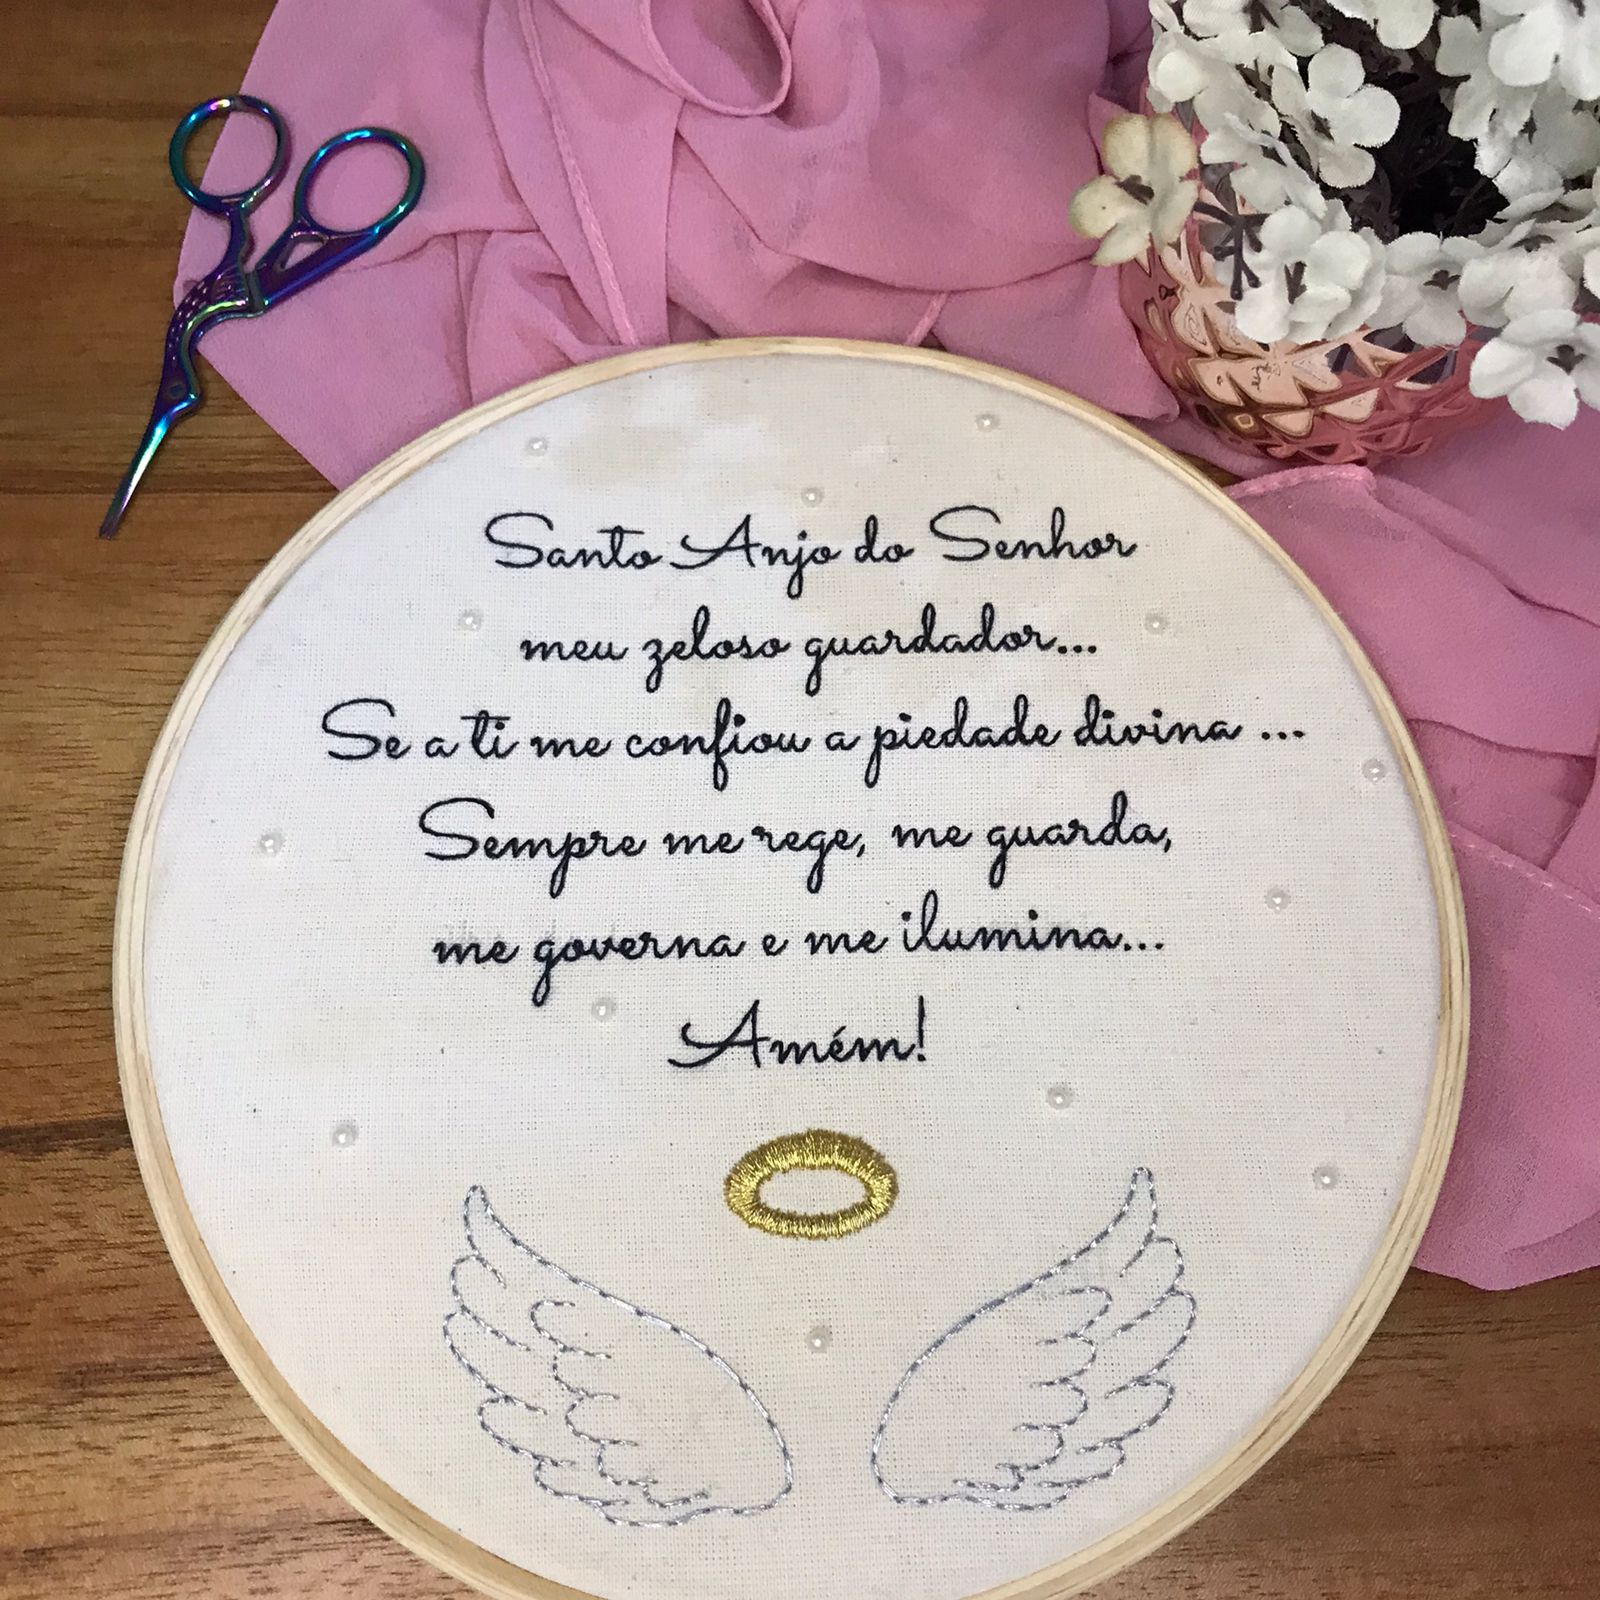 Santo Anjo do Senhor
meu zeloso guardador...
Se a ti me confiou a piedade divina ...
Sempre me rege, me guarda,
me governa e me ilumina...
Amém!